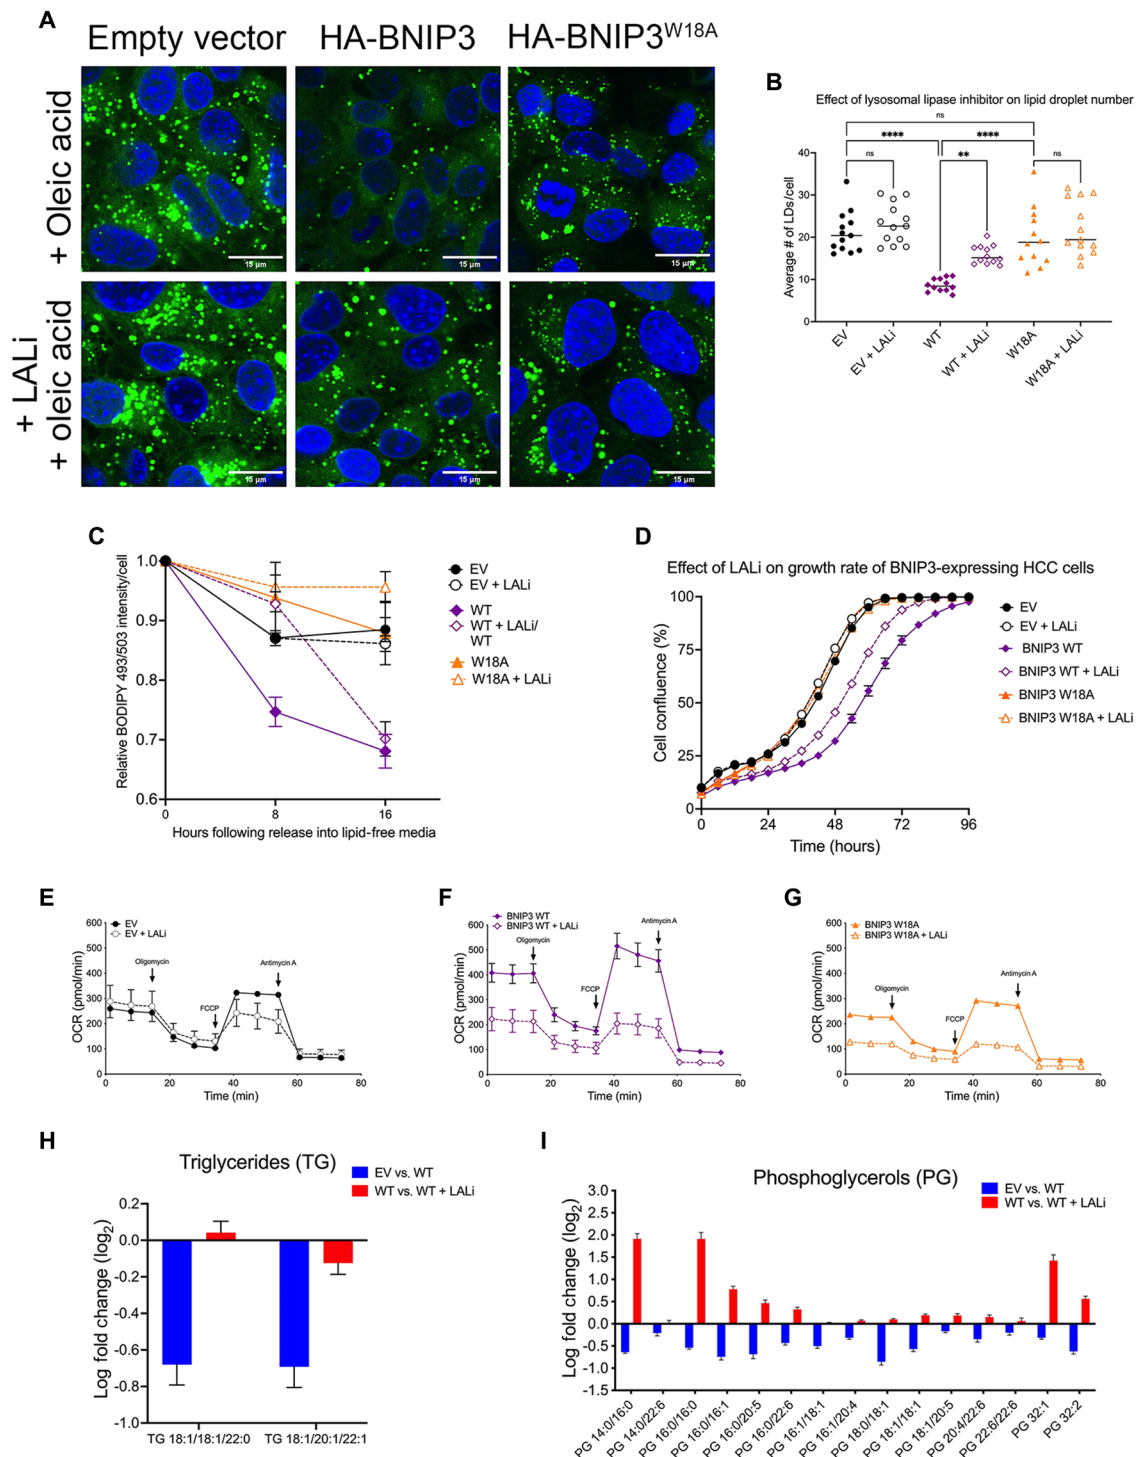 A
Empty vector
HA-BNIP3
HA-BNIP3W18A
+ Oleic acid
15 μm
15 μm
15 μm
+ LALi
+ oleic acid
15 μm
15 μm
15 μm
B
Effect of lysosomal lipase inhibitor on lipid droplet number
ns
****
****
ns
**
ns
Average # of LDs/cell
40
30
20
10
0
EV
EV + LALi
WT
WT + LALi
W18A
W18A + LALi
C
Relative BODIPY 493/503 intensity/cell
1.0
0.9
0.8
0.7
0.6
0
8
16
Hours following release into lipid-free media
EV
EV + LALi
WT
WT + LALi/
WT
W18A
W18A + LALi
D
Effect of LALi on growth rate of BNIP3-expressing HCC cells
Cell confluence (%)
100
75
50
25
0
0
24
48
72
96
Time (hours)
EV
EV + LALi
BNIP3 WT
BNIP3 WT + LALi
BNIP3 W18A
BNIP3 W18A + LALi
E
OCR (pmol/min)
600
500
400
300
200
100
0
0
20
40
60
80
Time (min)
EV
EV + LALi
Oligomycin
FCCP
Antimycin A
F
OCR (pmol/min)
600
500
400
300
200
100
0
0
20
40
60
80
Time (min)
BNIP3 WT
BNIP3 WT + LALi
Oligomycin
FCCP
Antimycin A
G
OCR (pmol/min)
600
500
400
300
200
100
0
0
20
40
60
80
Time (min)
BNIP3 W18A
BNIP3 W18A + LALi
Oligomycin
FCCP
Antimycin A
H
Triglycerides (TG)
EV vs. WT
WT vs. WT + LALi
Log fold change (log2)
0.2
0.0
-0.2
-0.4
-0.6
-0.8
-1.0
TG 18:1/18:1/22:0
TG 18:1/20:1/22:1
I
Phosphoglycerols (PG)
EV vs. WT
WT vs. WT + LALi
Log fold change (log2)
3.0
2.5
2.0
1.5
1.0
0.5
0.0
-0.5
-1.0
-1.5
PG 14:0/16:0
PG 14:0/22:6
PG 16:0/16:0
PG 16:0/16:1
PG 16:0/20:5
PG 16:0/22:6
PG 16:1/18:1
PG 16:1/20:4
PG 18:0/18:1
PG 18:1/18:1
PG 18:1/20:5
PG 20:4/22:6
PG 22:6/22:6
PG 32:1
PG 32:2